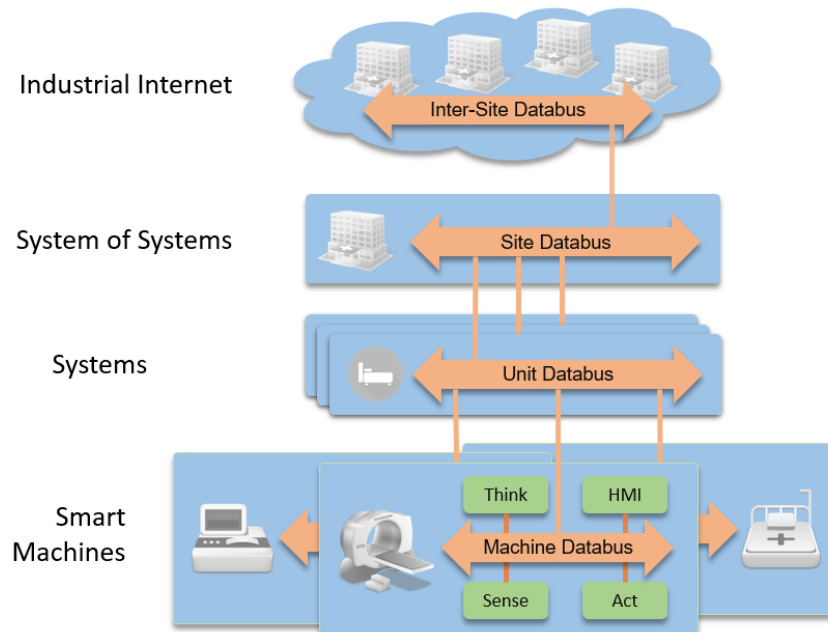 Industrial Internet
Inter-Site Databus
System of Systems
Site Databus
Systems
Unit Databus
Smart
Machines
Think
HMI
Machine Databus
Sense
Act